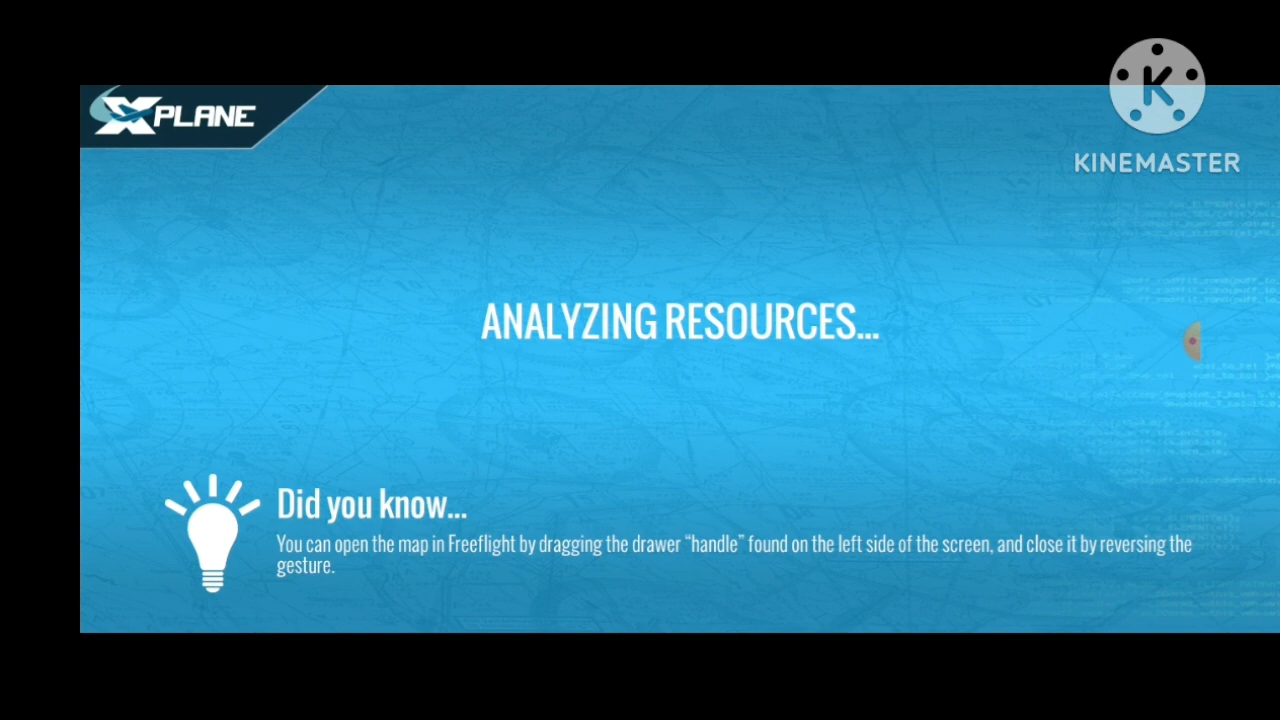 X PLANE
KINEMASTER
ANALYZING RESOURCES...
Did you know...
You can open the map in Freeflight by dragging the drawer “handle” found on the left side of the screen, and close it by reversing the
gesture.